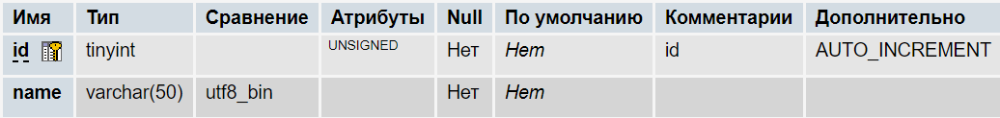 Имя Тип Сравнение Атрибуты Null По умолчанию Комментарии Дополнительно
id tinyint UNSIGNED Нет Нет id AUTO_INCREMENT
name varchar(50) utf8_bin Нет Нет